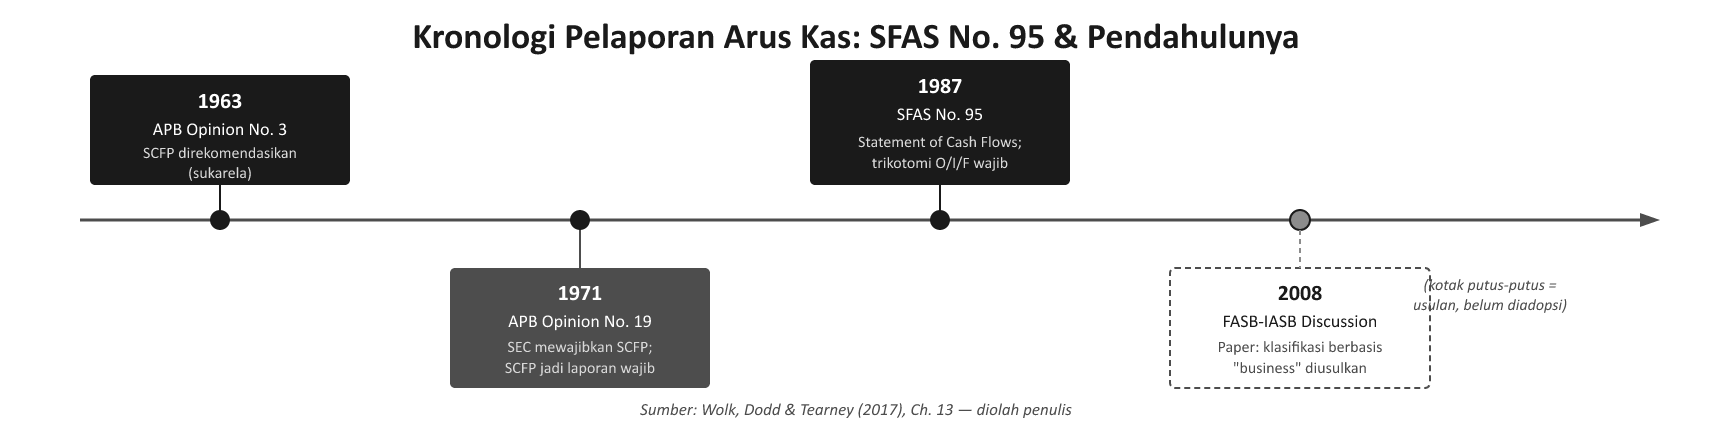 Kronologi Pelaporan Arus Kas: SFAS No. 95 & Pendahulunya
1963
APB Opinion No. 3
SCFP direkomendasikan
(sukarela)
1987
SFAS No. 95
Statement of Cash Flows;
trikotomi O/I/F wajib
1971
APB Opinion No. 19
SEC mewajibkan SCFP;
SCFP jadi laporan wajib
2008
FASB-IASB Discussion
Paper: klasifikasi berbasis
"business" diusulkan
(kotak putus-putus =
usulan, belum diadopsi)
Sumber: Wolk, Dodd & Tearney (2017), Ch. 13 — diolah penulis